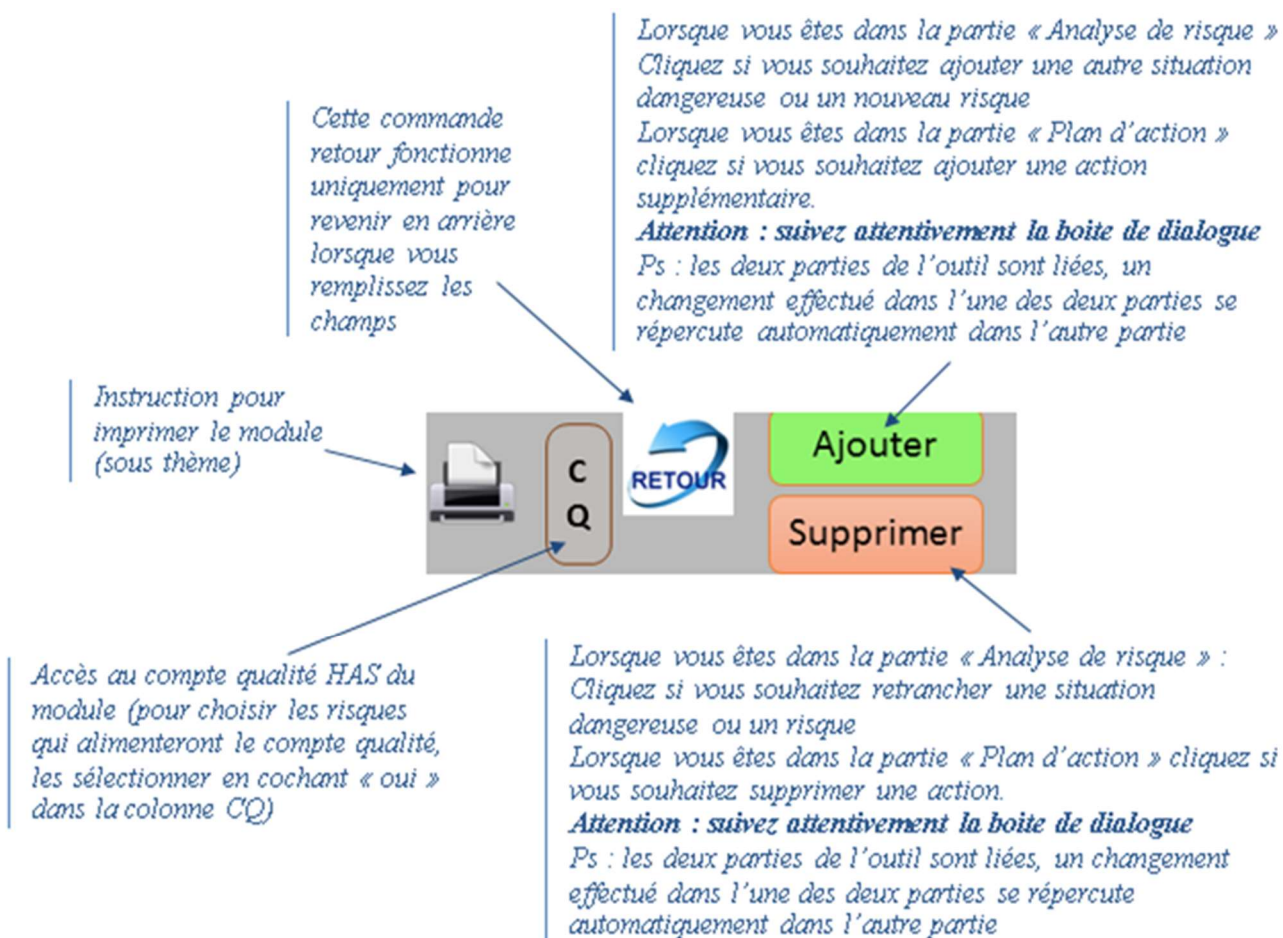 Lorsque vous êtes dans la partie « Analyse de risque »
Cliquez si vous souhaitez ajouter une autre situation
dangereuse ou un nouveau risque
Lorsque vous êtes dans la partie « Plan d'action »
cliquez si vous souhaitez ajouter une action
supplémentaire.
Attention : suivez attentivement la boite de dialogue
Ps : les deux parties de l'outil sont liées, un
changement effectué dans l'une des deux parties se
répercute automatiquement dans l'autre partie
Cette commande
retour fonctionne
uniquement pour
revenir en arrière
lorsque vous
remplissez les
champs
Instruction pour
imprimer le module
(sous thème)
C
Q
RETOUR
Ajouter
Supprimer
Accès au compte qualité HAS du
module (pour choisir les risques
qui alimenteront le compte qualité,
les sélectionner en cochant « oui »
dans la colonne CQ)
Lorsque vous êtes dans la partie « Analyse de risque » :
Cliquez si vous souhaitez retrancher une situation
dangereuse ou un risque
Lorsque vous êtes dans la partie « Plan d'action » cliquez si
vous souhaitez supprimer une action.
Attention : suivez attentivement la boite de dialogue
Ps : les deux parties de l'outil sont liées, un changement
effectué dans l'une des deux parties se répercute
automatiquement dans l'autre partie